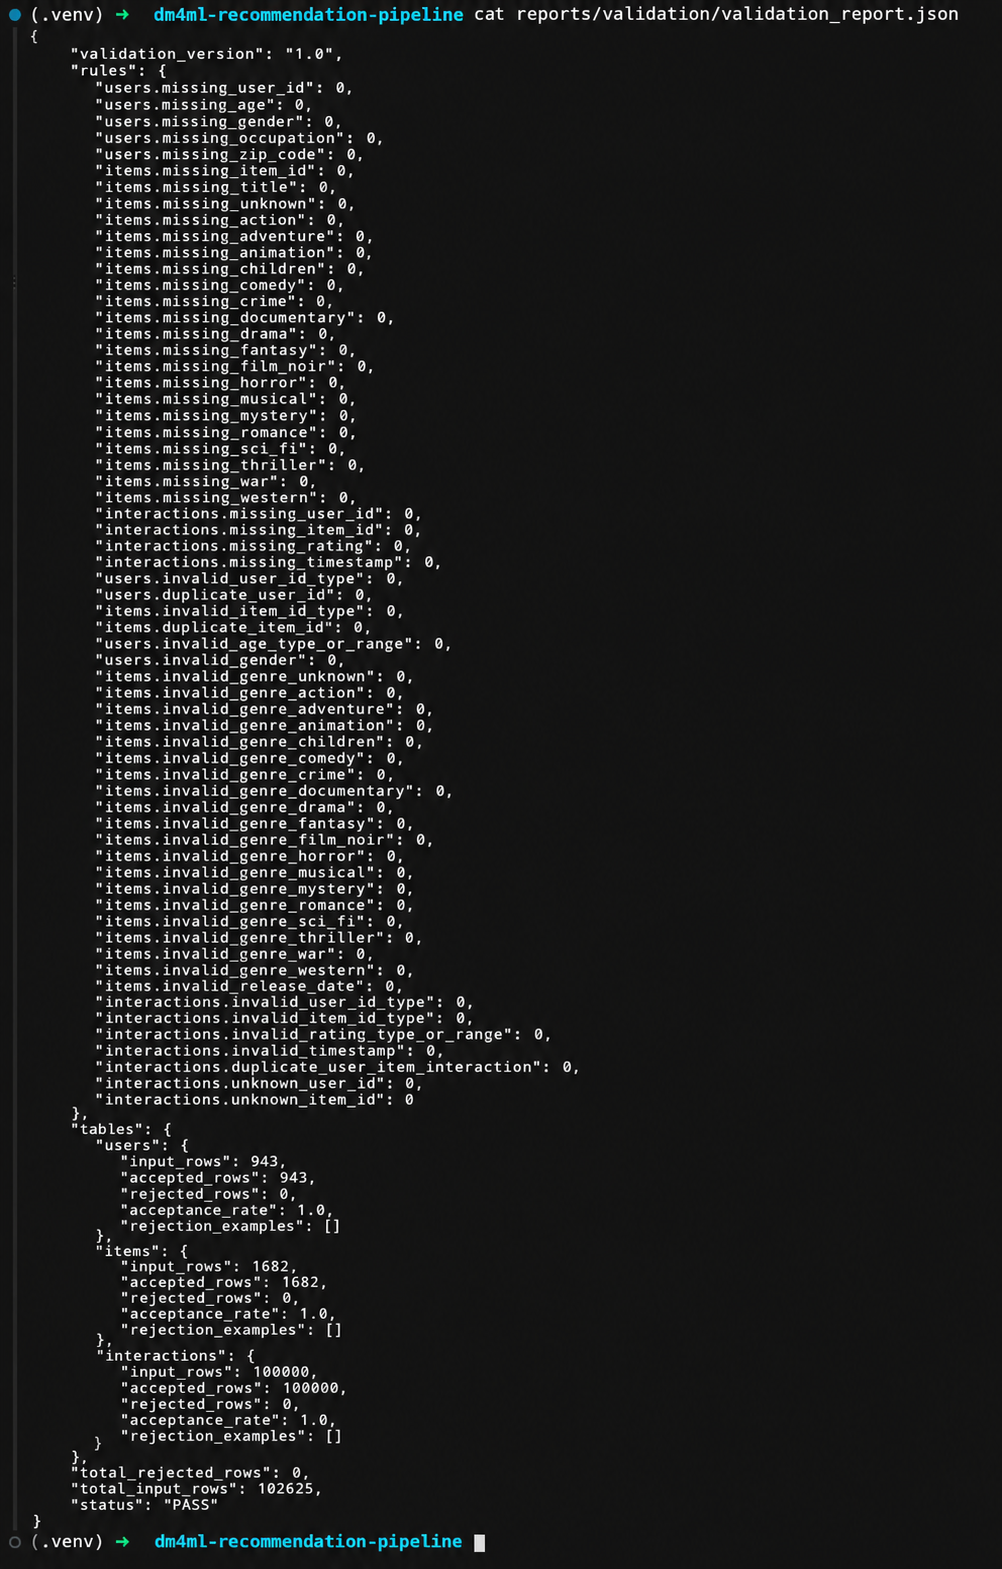 (.venv) → dm4ml-recommendation-pipeline cat reports/validation/validation_report.json
{
"validation_version": "1.0",
"rules": {
"users.missing_user_id": 0,
"users.missing_age": 0,
"users.missing_gender": 0,
"users.missing_occupation": 0,
"users.missing_zip_code": 0,
"items.missing_item_id": 0,
"items.missing_title": 0,
"items.missing_unknown": 0,
"items.missing_action": 0,
"items.missing_adventure": 0,
"items.missing_animation": 0,
"items.missing_children": 0,
"items.missing_comedy": 0,
"items.missing_crime": 0,
"items.missing_documentary": 0,
"items.missing_drama": 0,
"items.missing_fantasy": 0,
"items.missing_film_noir": 0,
"items.missing_horror": 0,
"items.missing_musical": 0,
"items.missing_mystery": 0,
"items.missing_romance": 0,
"items.missing_sci_fi": 0,
"items.missing_thriller": 0,
"items.missing_war": 0,
"items.missing_western": 0,
"interactions.missing_user_id": 0,
"interactions.missing_item_id": 0,
"interactions.missing_rating": 0,
"interactions.missing_timestamp": 0,
"users.invalid_user_id_type": 0,
"users.duplicate_user_id": 0,
"items.invalid_item_id_type": 0,
"items.duplicate_item_id": 0,
"users.invalid_age_type_or_range": 0,
"users.invalid_gender": 0,
"items.invalid_genre_unknown": 0,
"items.invalid_genre_action": 0,
"items.invalid_genre_adventure": 0,
"items.invalid_genre_animation": 0,
"items.invalid_genre_children": 0,
"items.invalid_genre_comedy": 0,
"items.invalid_genre_crime": 0,
"items.invalid_genre_documentary": 0,
"items.invalid_genre_drama": 0,
"items.invalid_genre_fantasy": 0,
"items.invalid_genre_film_noir": 0,
"items.invalid_genre_horror": 0,
"items.invalid_genre_musical": 0,
"items.invalid_genre_mystery": 0,
"items.invalid_genre_romance": 0,
"items.invalid_genre_sci_fi": 0,
"items.invalid_genre_thriller": 0,
"items.invalid_genre_war": 0,
"items.invalid_genre_western": 0,
"items.invalid_release_date": 0,
"interactions.invalid_user_id_type": 0,
"interactions.invalid_item_id_type": 0,
"interactions.invalid_rating_type_or_range": 0,
"interactions.invalid_timestamp": 0,
"interactions.duplicate_user_item_interaction": 0,
"interactions.unknown_user_id": 0,
"interactions.unknown_item_id": 0
},
"tables": {
"users": {
"input_rows": 943,
"accepted_rows": 943,
"rejected_rows": 0,
"acceptance_rate": 1.0,
"rejection_examples": []
},
"items": {
"input_rows": 1682,
"accepted_rows": 1682,
"rejected_rows": 0,
"acceptance_rate": 1.0,
"rejection_examples": []
},
"interactions": {
"input_rows": 100000,
"accepted_rows": 100000,
"rejected_rows": 0,
"acceptance_rate": 1.0,
"rejection_examples": []
}
},
"total_rejected_rows": 0,
"total_input_rows": 102625,
"status": "PASS"
}
(.venv) → dm4ml-recommendation-pipeline